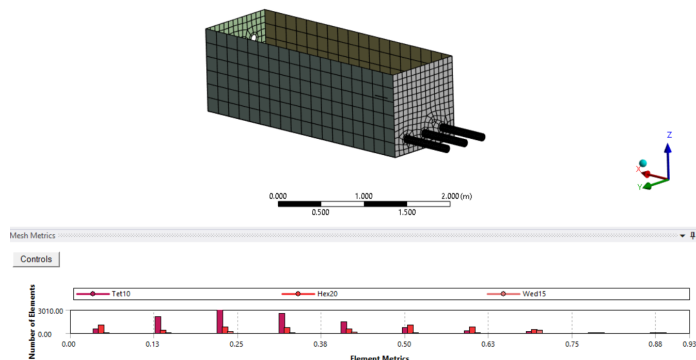 Z
X
Y
0.000 1.000 2.000 (m)
0.500 1.500
Mesh Metrics
Controls
Tet10 Hex20 Wed15
Number of Elements
3010.00
0.00
0.00 0.13 0.25 0.38 0.50 0.63 0.75 0.88 0.93
Element Metrics